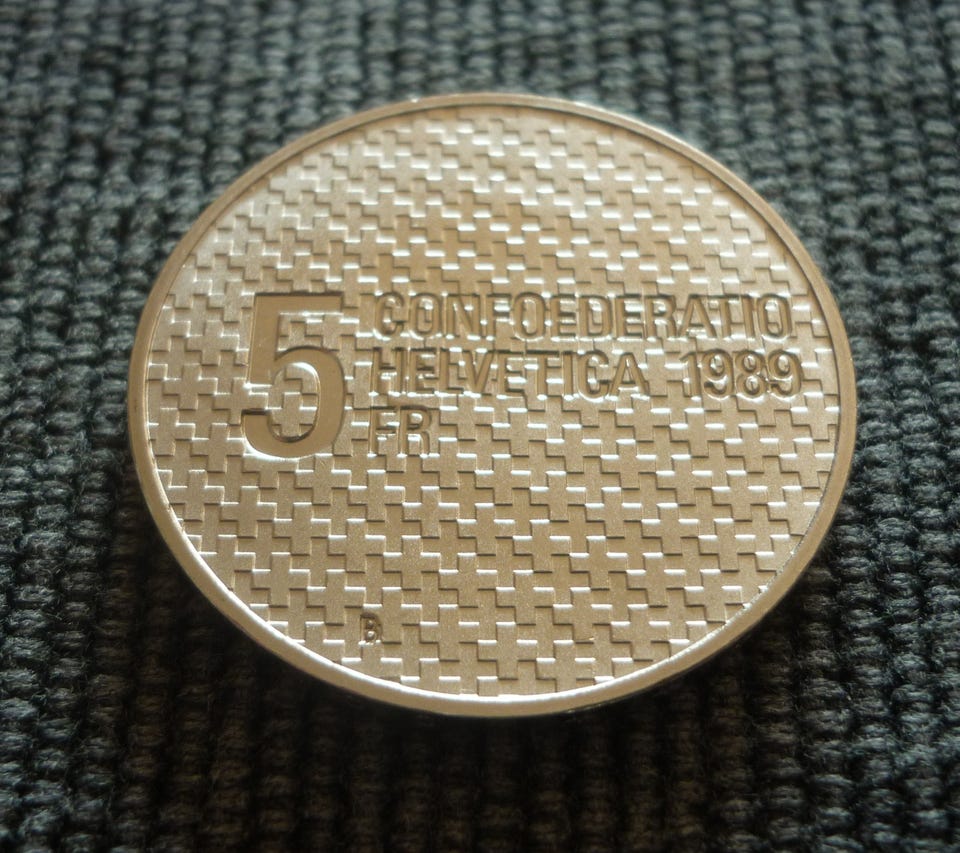 5 CONFOEDERATIO
HELVETICA 1989
FR
B